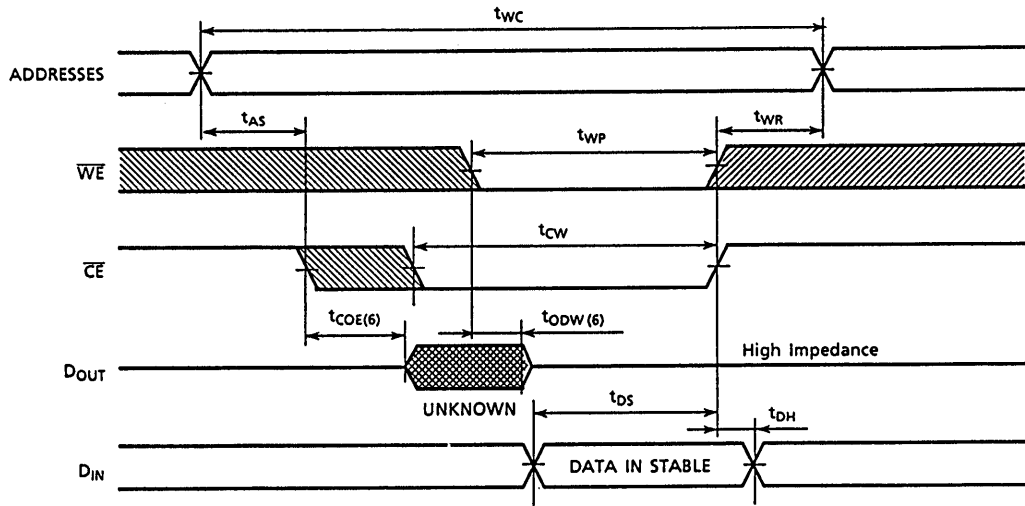 tWC
ADDRESSES
tAS
tWR
tWP
WE
tCW
CE
tCOE(6)
tODW(6)
High Impedance
DOUT
UNKNOWN
tDS
tDH
DIN
DATA IN STABLE